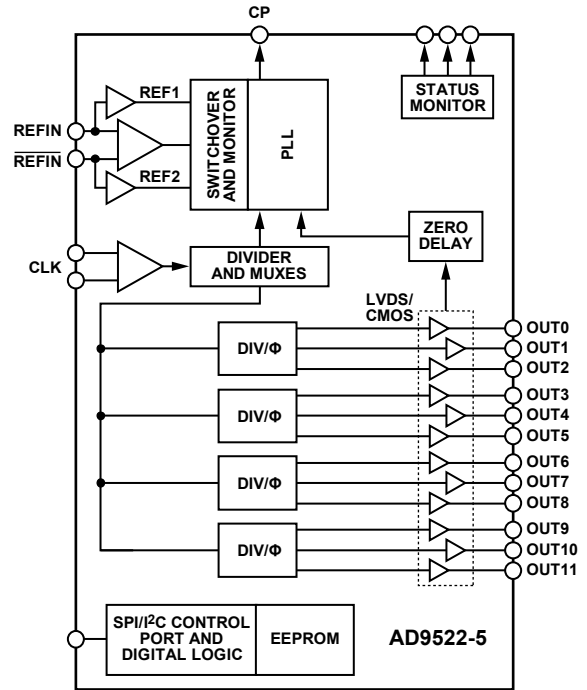 CP
REF1
REFIN
REFIN
REF2
SWITCHOVER
AND MONITOR
PLL
STATUS
MONITOR
CLK
DIVIDER
AND MUXES
ZERO
DELAY
LVDS/
CMOS
DIV/Φ
OUT0
OUT1
OUT2
DIV/Φ
OUT3
OUT4
OUT5
DIV/Φ
OUT6
OUT7
OUT8
DIV/Φ
OUT9
OUT10
OUT11
SPI/I²C CONTROL
PORT AND
DIGITAL LOGIC
EEPROM
AD9522-5